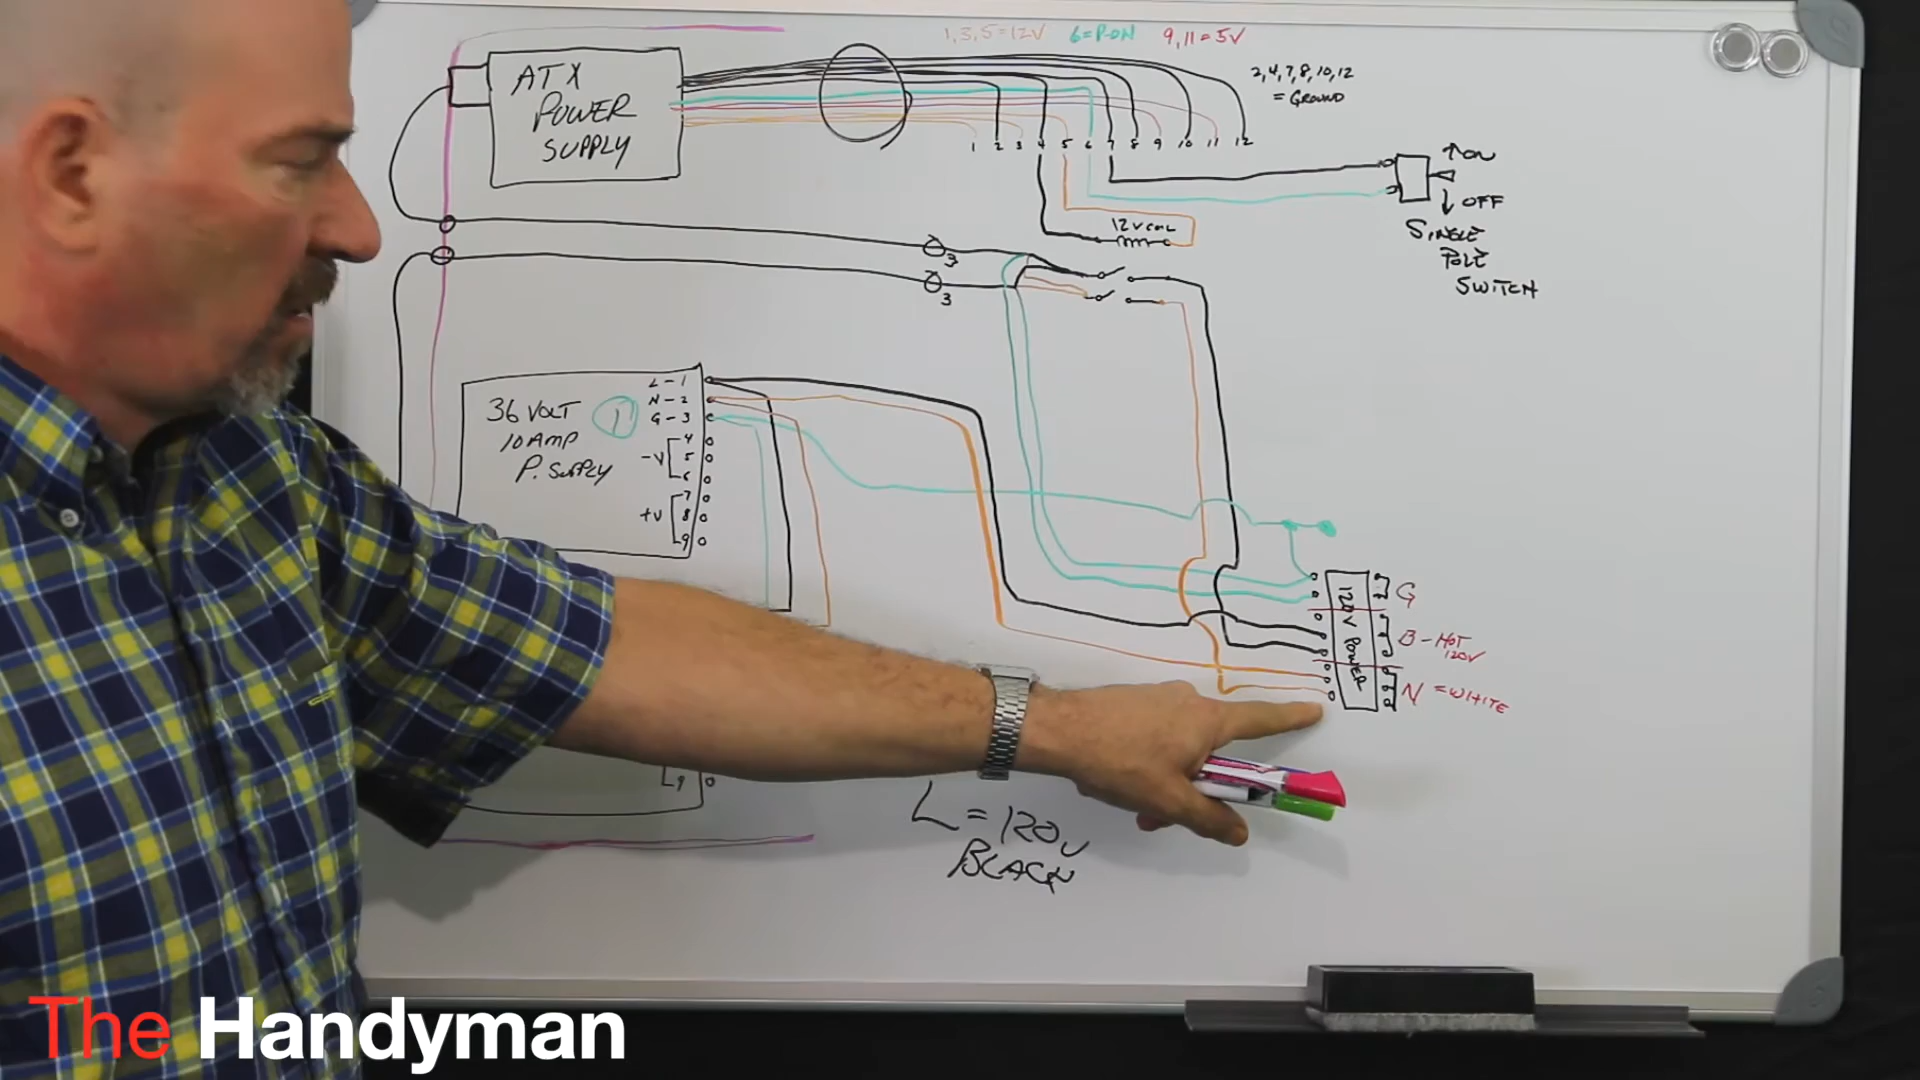 1,3,5=12V 6=P-ON 9,11=5V
2,4,7,8,10,12
= GROUND
ATX
POWER
SUPPLY
1 2 3 4 5 6 7 8 9 10 11 12
↑ON
↓ OFF
SINGLE
POLE
SWITCH
12V COIL
3
3
36 VOLT
10 AMP
P. SUPPLY
1
L-1
N-2
G-3
-V
4
5
6
+V
7
8
9
120V POWER
G
B-HOT
120V
N = WHITE
9
L=120V
BLACK
The Handyman